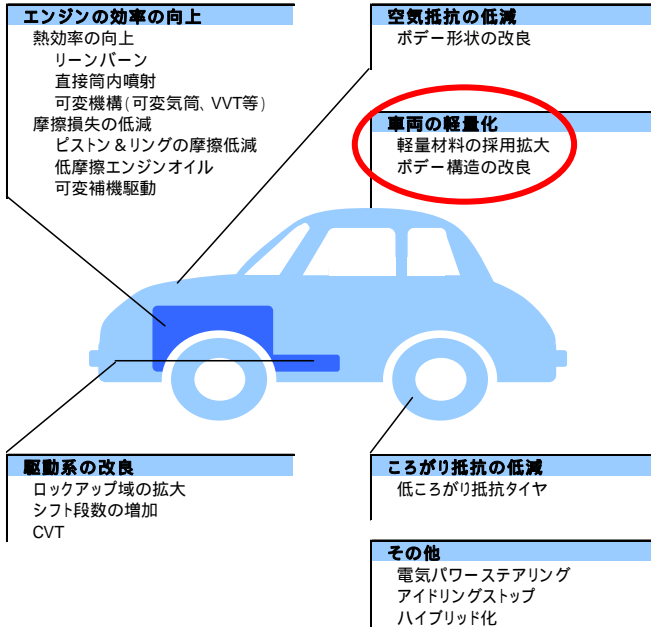 エンジンの効率の向上
熱効率の向上
リーンバーン
直接筒内噴射
可変機構(可変気筒、VVT等)
摩擦損失の低減
ピストン&リングの摩擦低減
低摩擦エンジンオイル
可変補機駆動
空気抵抗の低減
ボデー形状の改良
車両の軽量化
軽量材料の採用拡大
ボデー構造の改良
駆動系の改良
ロックアップ域の拡大
シフト段数の増加
CVT
ころがり抵抗の低減
低ころがり抵抗タイヤ
その他
電気パワーステアリング
アイドリングストップ
ハイブリッド化